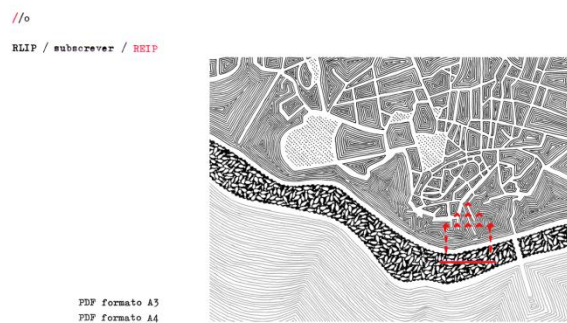 //o
RLIP / subscrever / REIP
PDF formato A3
PDF formato A4